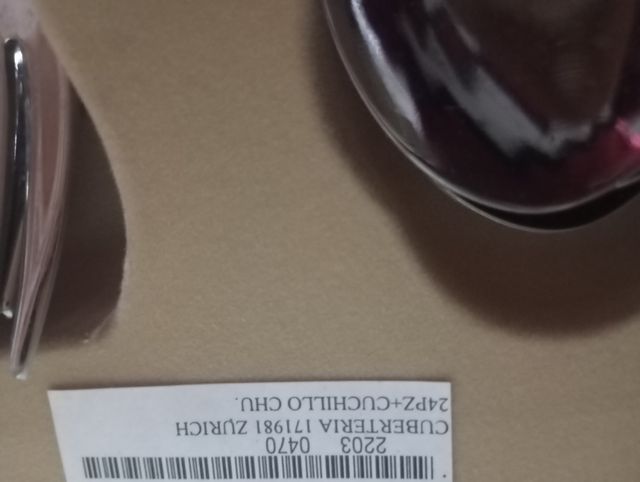 2203 0470
CUBERTERIA 171981 ZURICH
24PZ+CUCHILLO CHU.